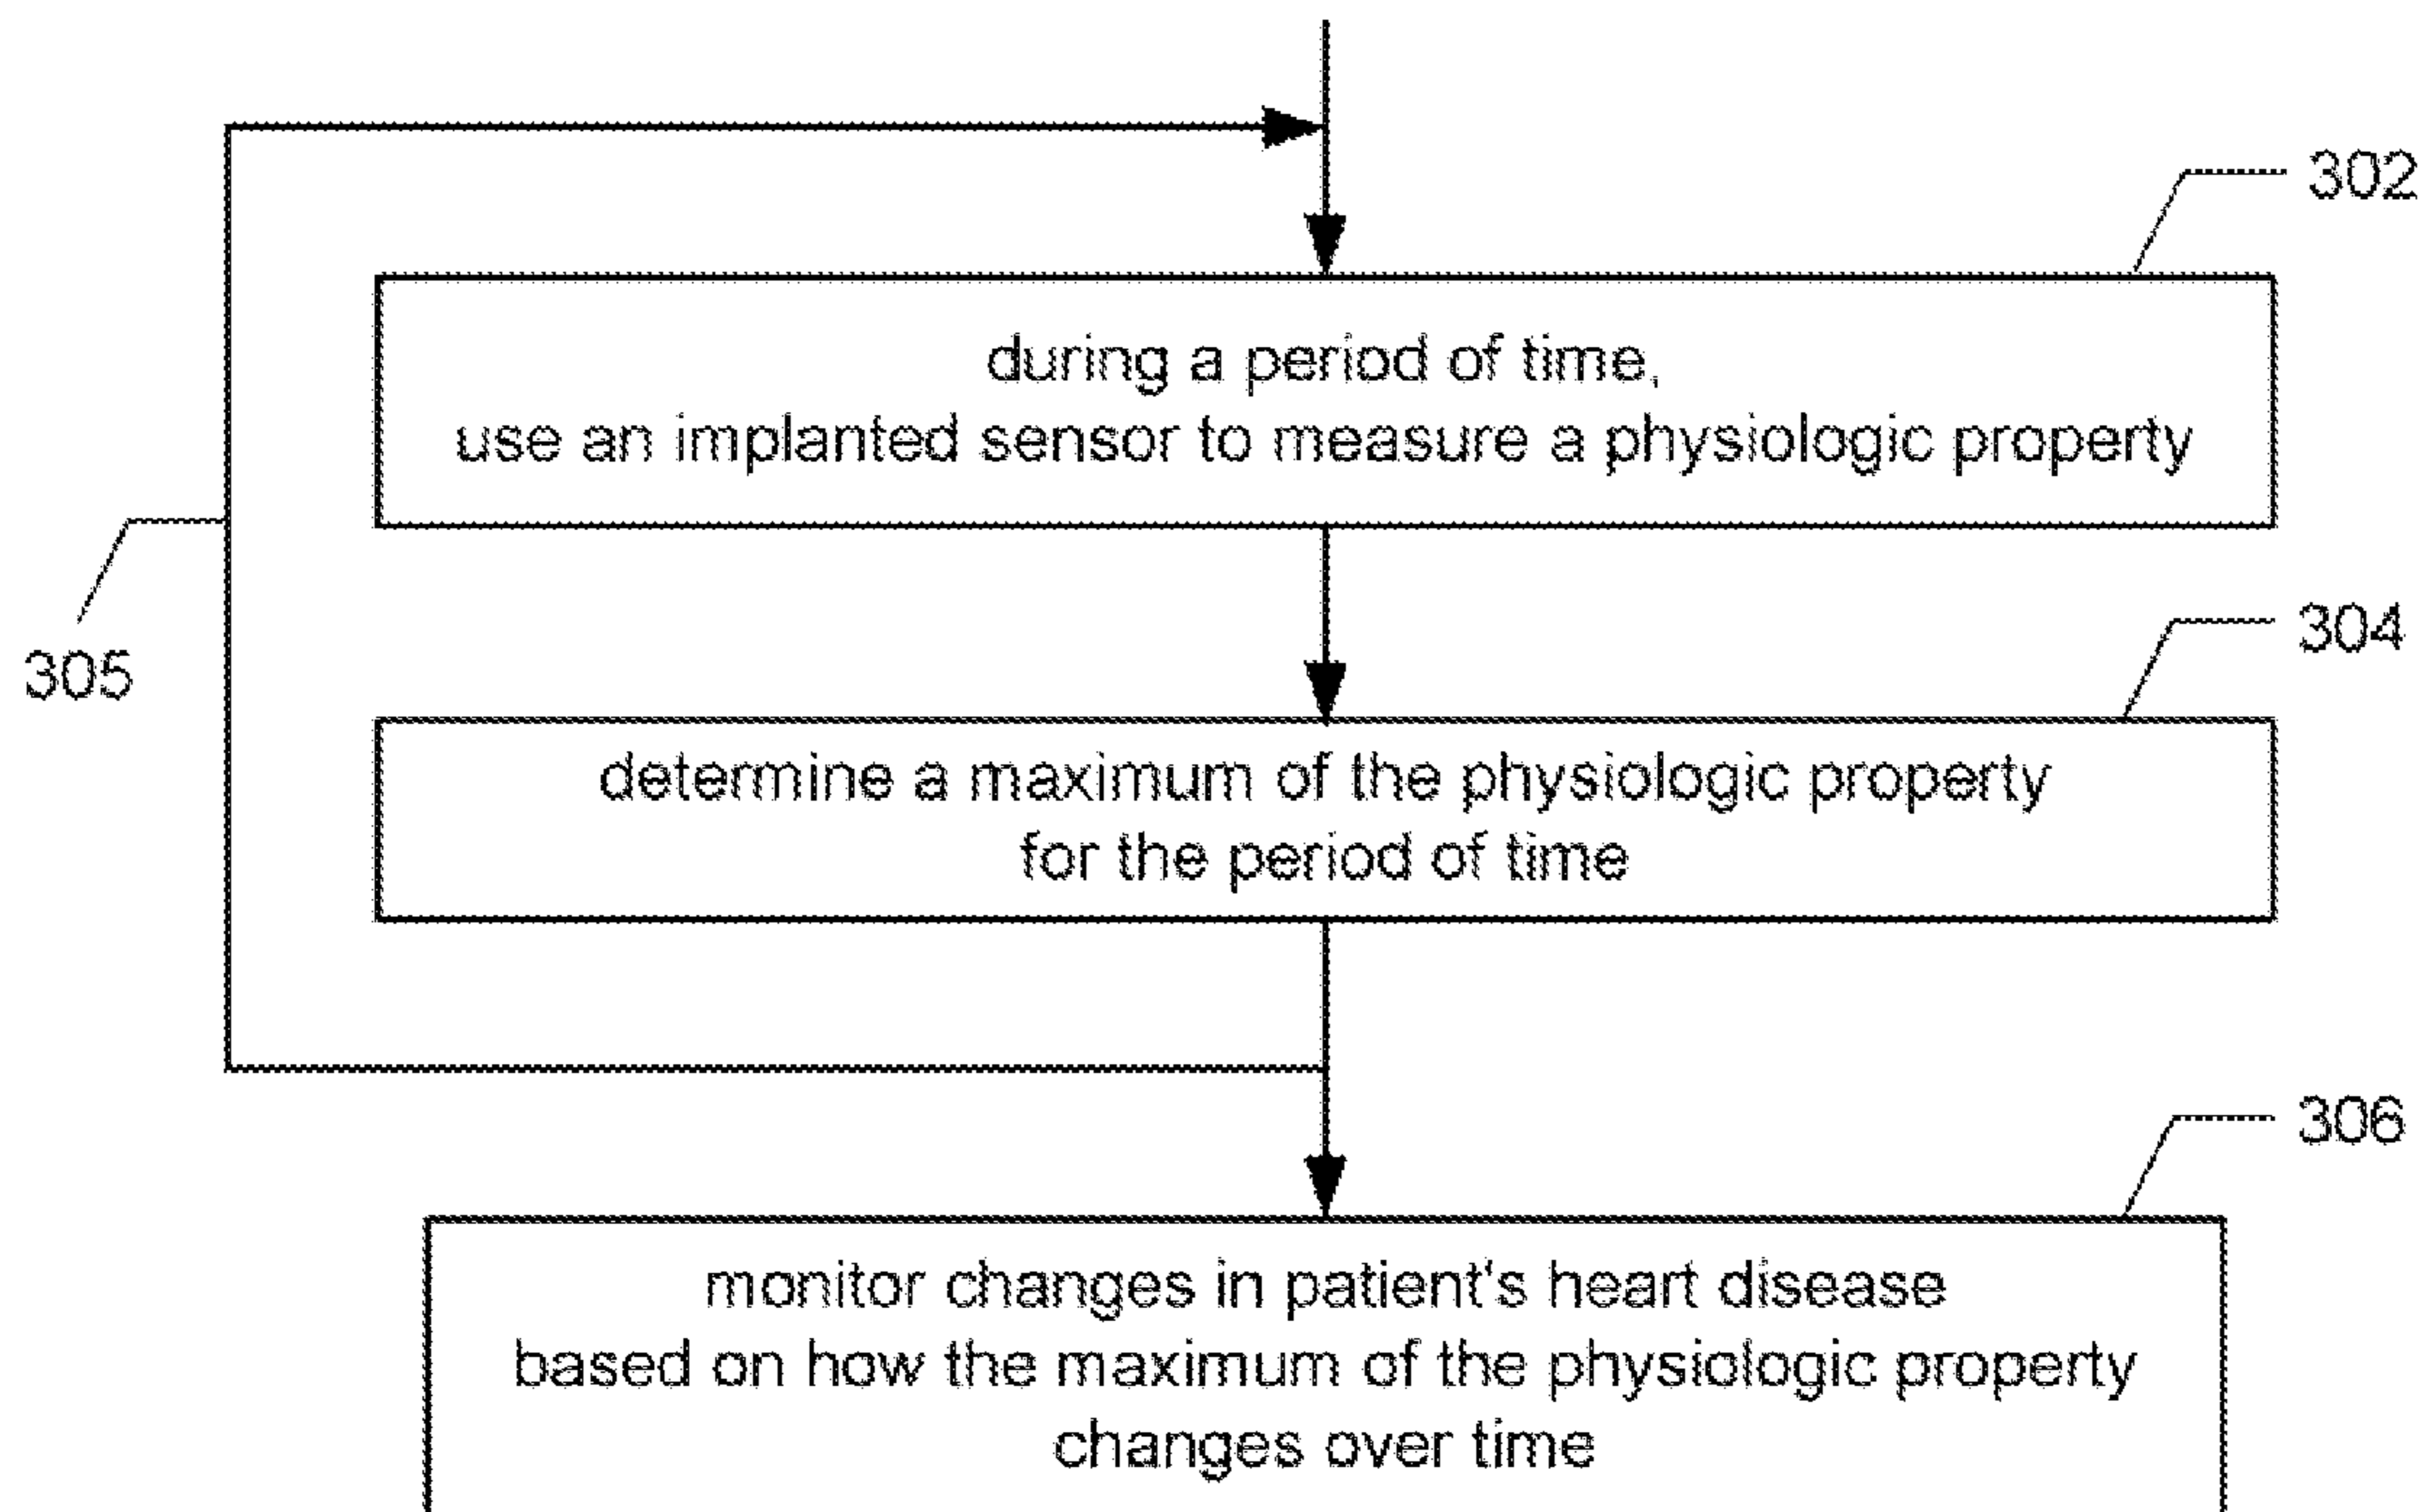 302
during a period of time,
use an implanted sensor to measure a physiologic property
305
304
determine a maximum of the physiologic property
for the period of time
306
monitor changes in patient's heart disease
based on how the maximum of the physiologic property
changes over time